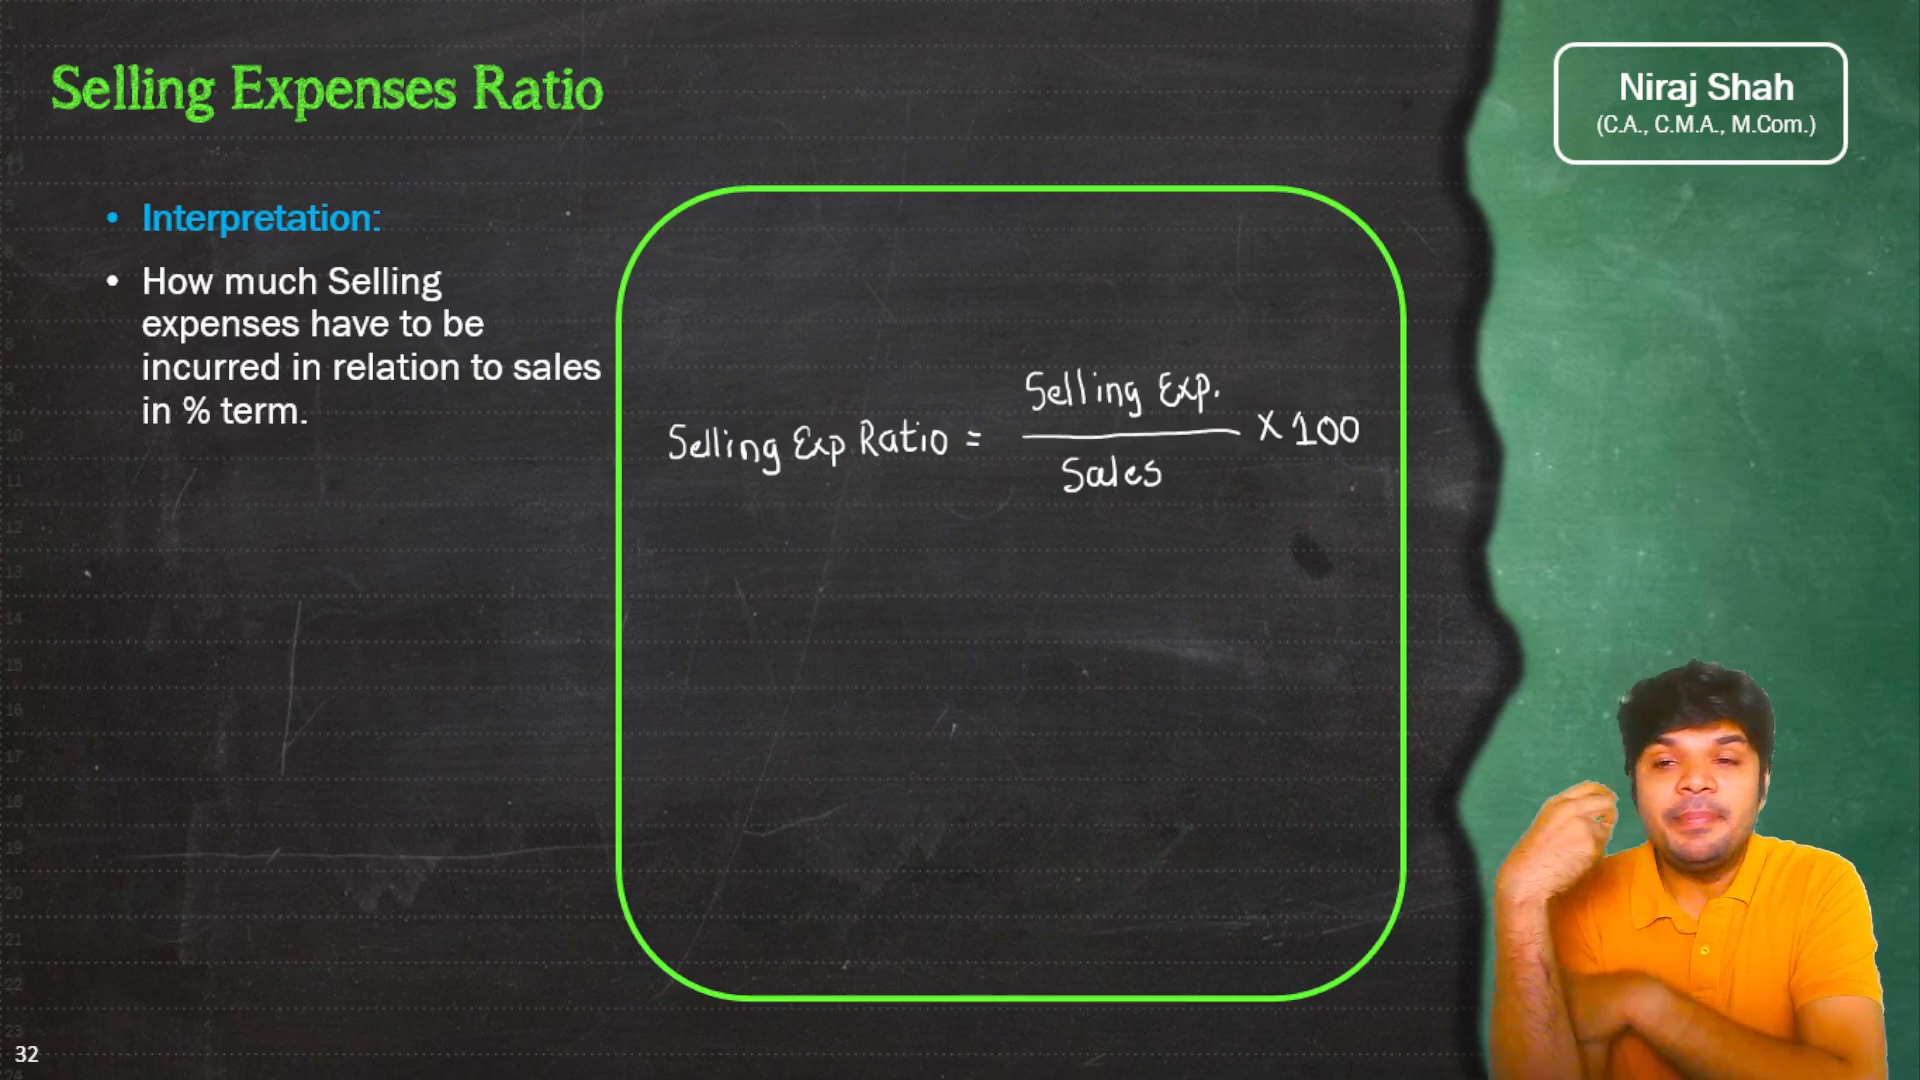 Selling Expenses Ratio
Niraj Shah
(C.A., C.M.A., M.Com.)
• Interpretation:
• How much Selling
expenses have to be
incurred in relation to sales
in % term.
Selling Exp Ratio = Selling Exp. × 100
Sales
32